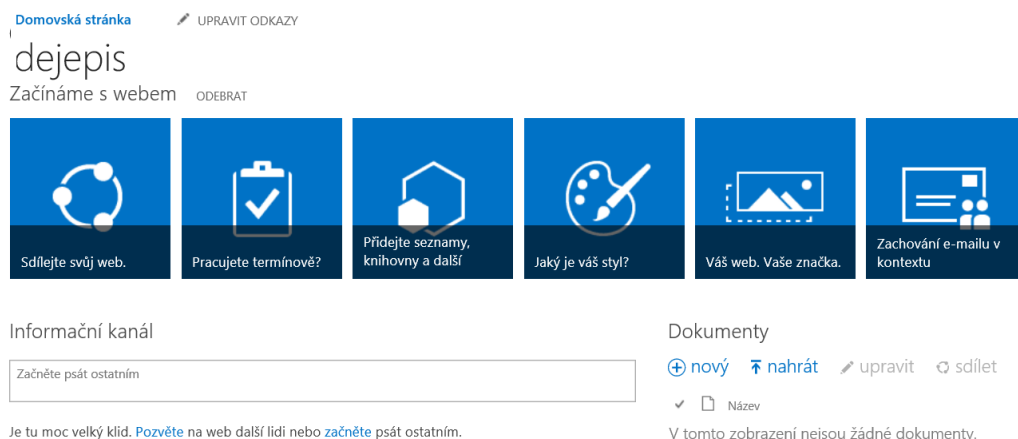 Domovská stránka
UPRAVIT ODKAZY
dejepis
Začínáme s webem
ODEBRAT
Sdílejte svůj web.
Pracujete termínově?
Přidejte seznamy,
knihovny a další
Jaký je váš styl?
Váš web. Vaše značka.
Zachování e-mailu v
kontextu
Informační kanál
Začněte psát ostatním
Je tu moc velký klid. Pozvěte na web další lidi nebo začněte psát ostatním.
Dokumenty
nový
nahrát
upravit
sdílet
Název
V tomto zobrazení nejsou žádné dokumenty.